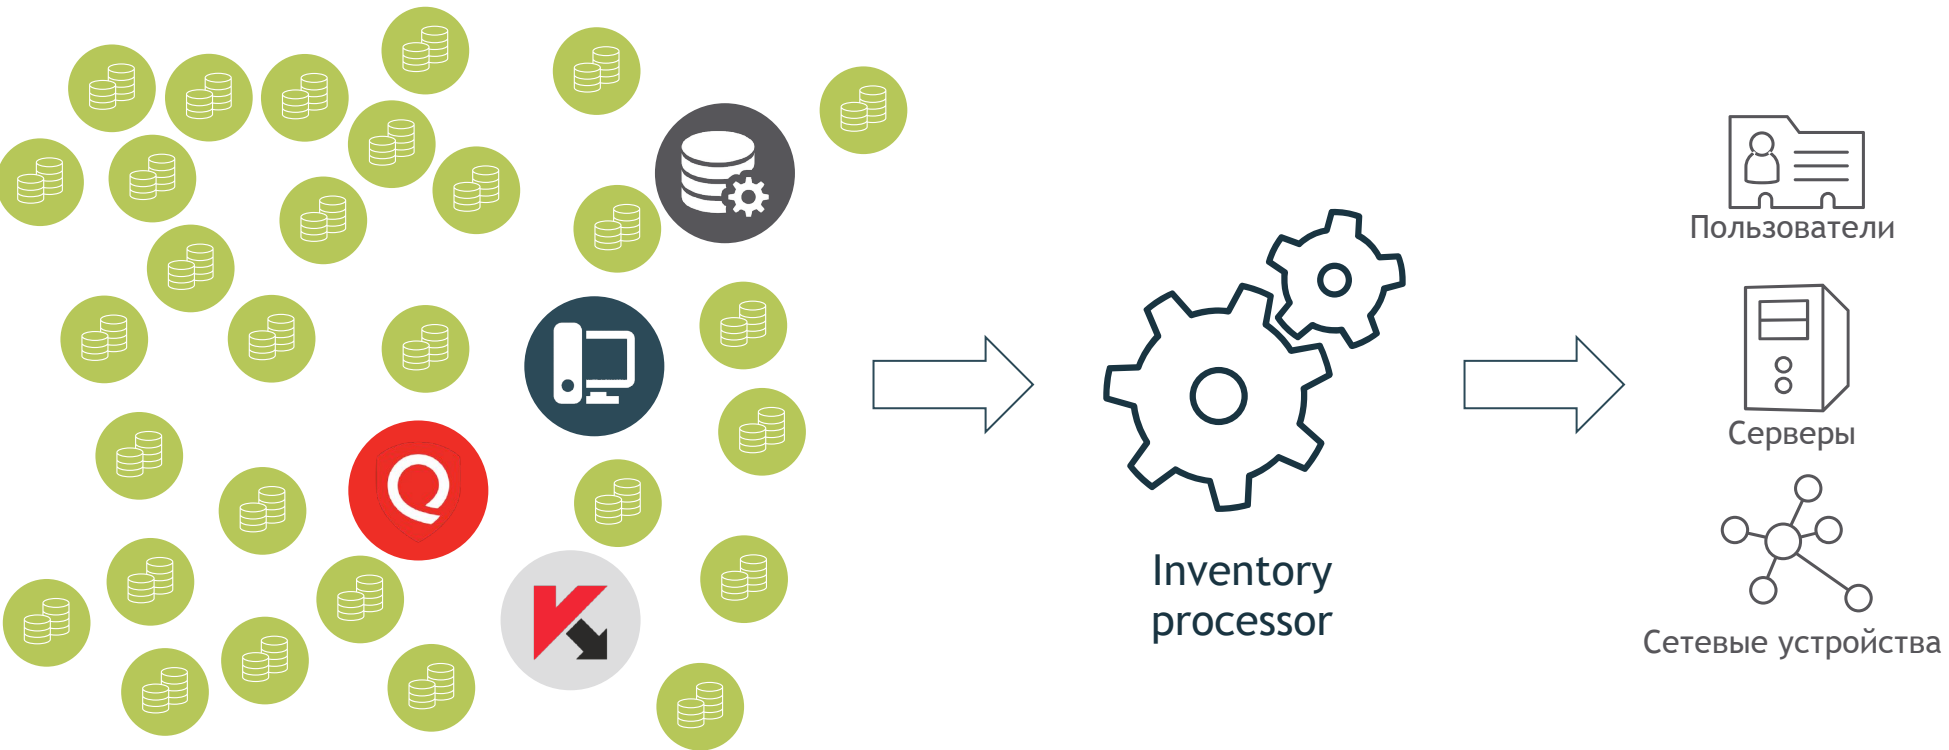 Пользователи
Серверы
Inventory
processor
Сетевые устройства